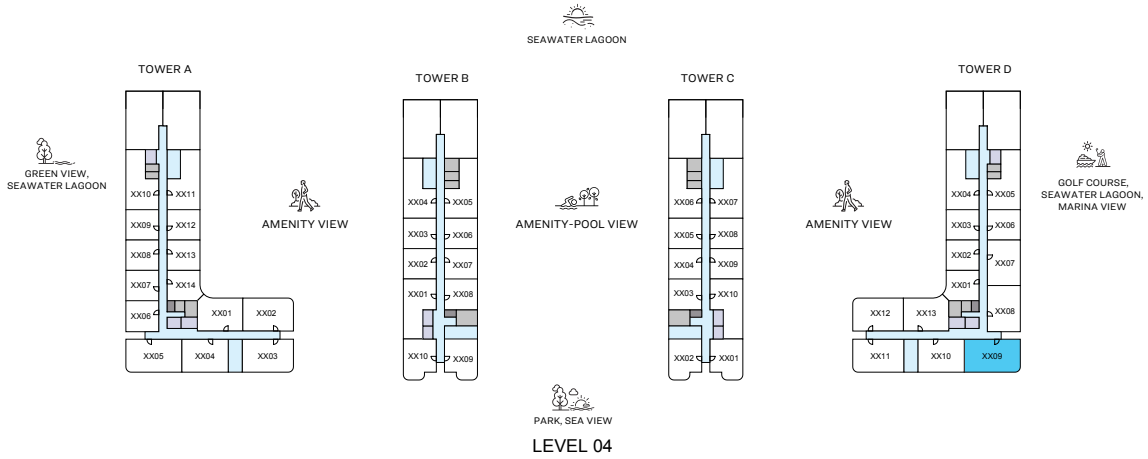 SEAWATER LAGOON
TOWER A
TOWER B
TOWER C
TOWER D
GREEN VIEW,
SEAWATER LAGOON
AMENITY VIEW
AMENITY-POOL VIEW
AMENITY VIEW
GOLF COURSE,
SEAWATER LAGOON,
MARINA VIEW
XX10 XX11
XX09 XX12
XX08 XX13
XX07 XX14
XX06 XX01 XX02
XX05 XX04 XX03
XX04 XX05
XX03 XX06
XX02 XX07
XX01 XX08
XX10 XX09
XX06 XX07
XX05 XX08
XX04 XX09
XX03 XX10
XX02 XX01
XX04 XX05
XX03 XX06
XX02 XX07
XX01
XX12 XX13 XX08
XX11 XX10 XX09
PARK, SEA VIEW
LEVEL 04